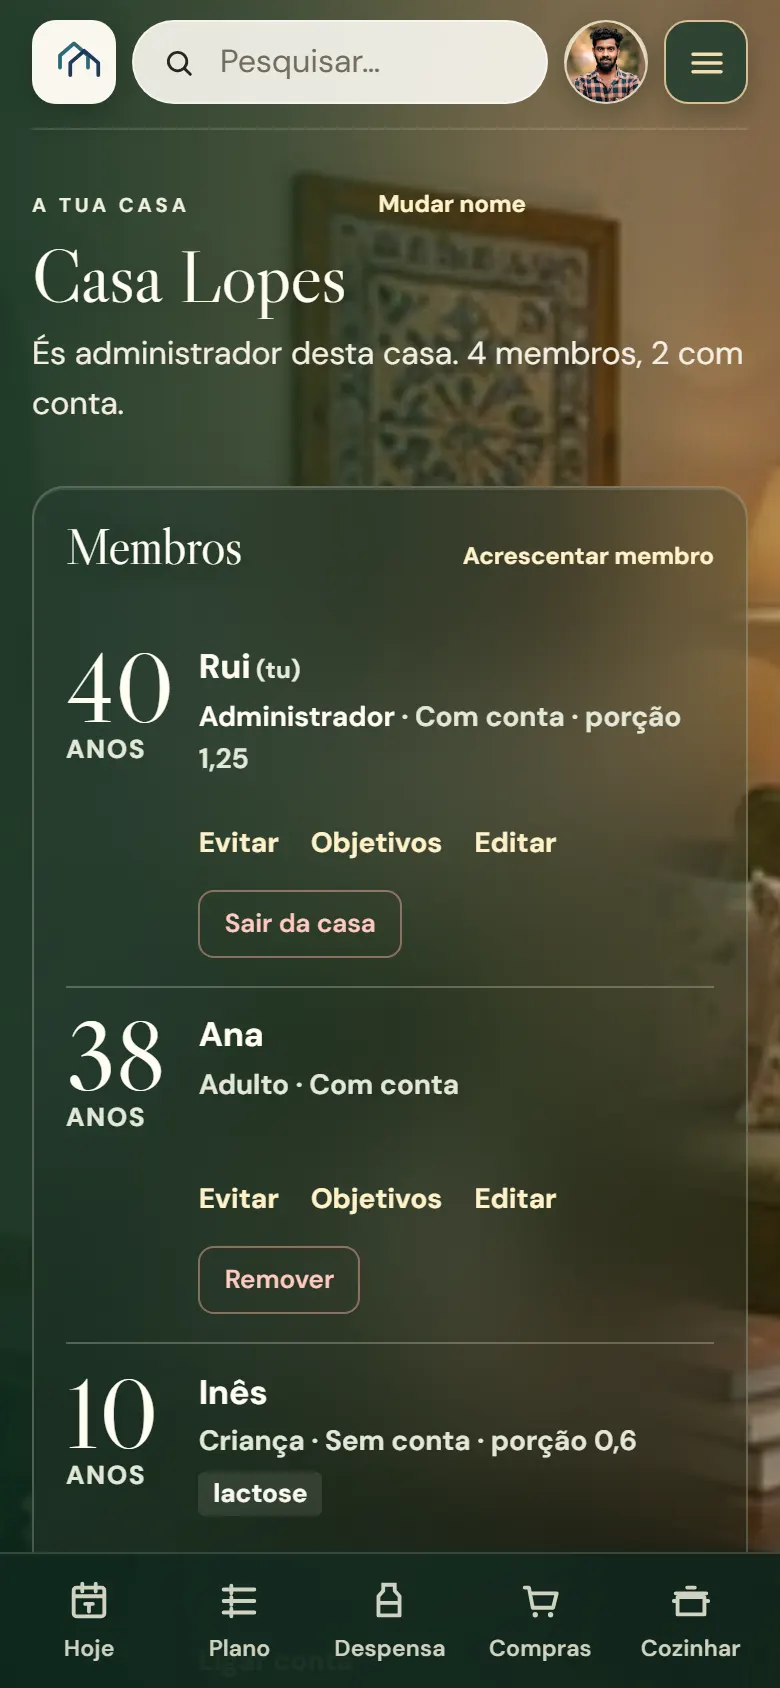 Pesquisar...
A TUA CASA
Mudar nome
Casa Lopes
És administrador desta casa. 4 membros, 2 com
conta.
Membros
Acrescentar membro
40
ANOS
Rui (tu)
Administrador · Com conta · porção
1,25
Evitar Objetivos Editar
Sair da casa
38
ANOS
Ana
Adulto · Com conta
Evitar Objetivos Editar
Remover
10
ANOS
Inês
Criança · Sem conta · porção 0,6
lactose
Ligar conta
Hoje Plano Despensa Compras Cozinhar